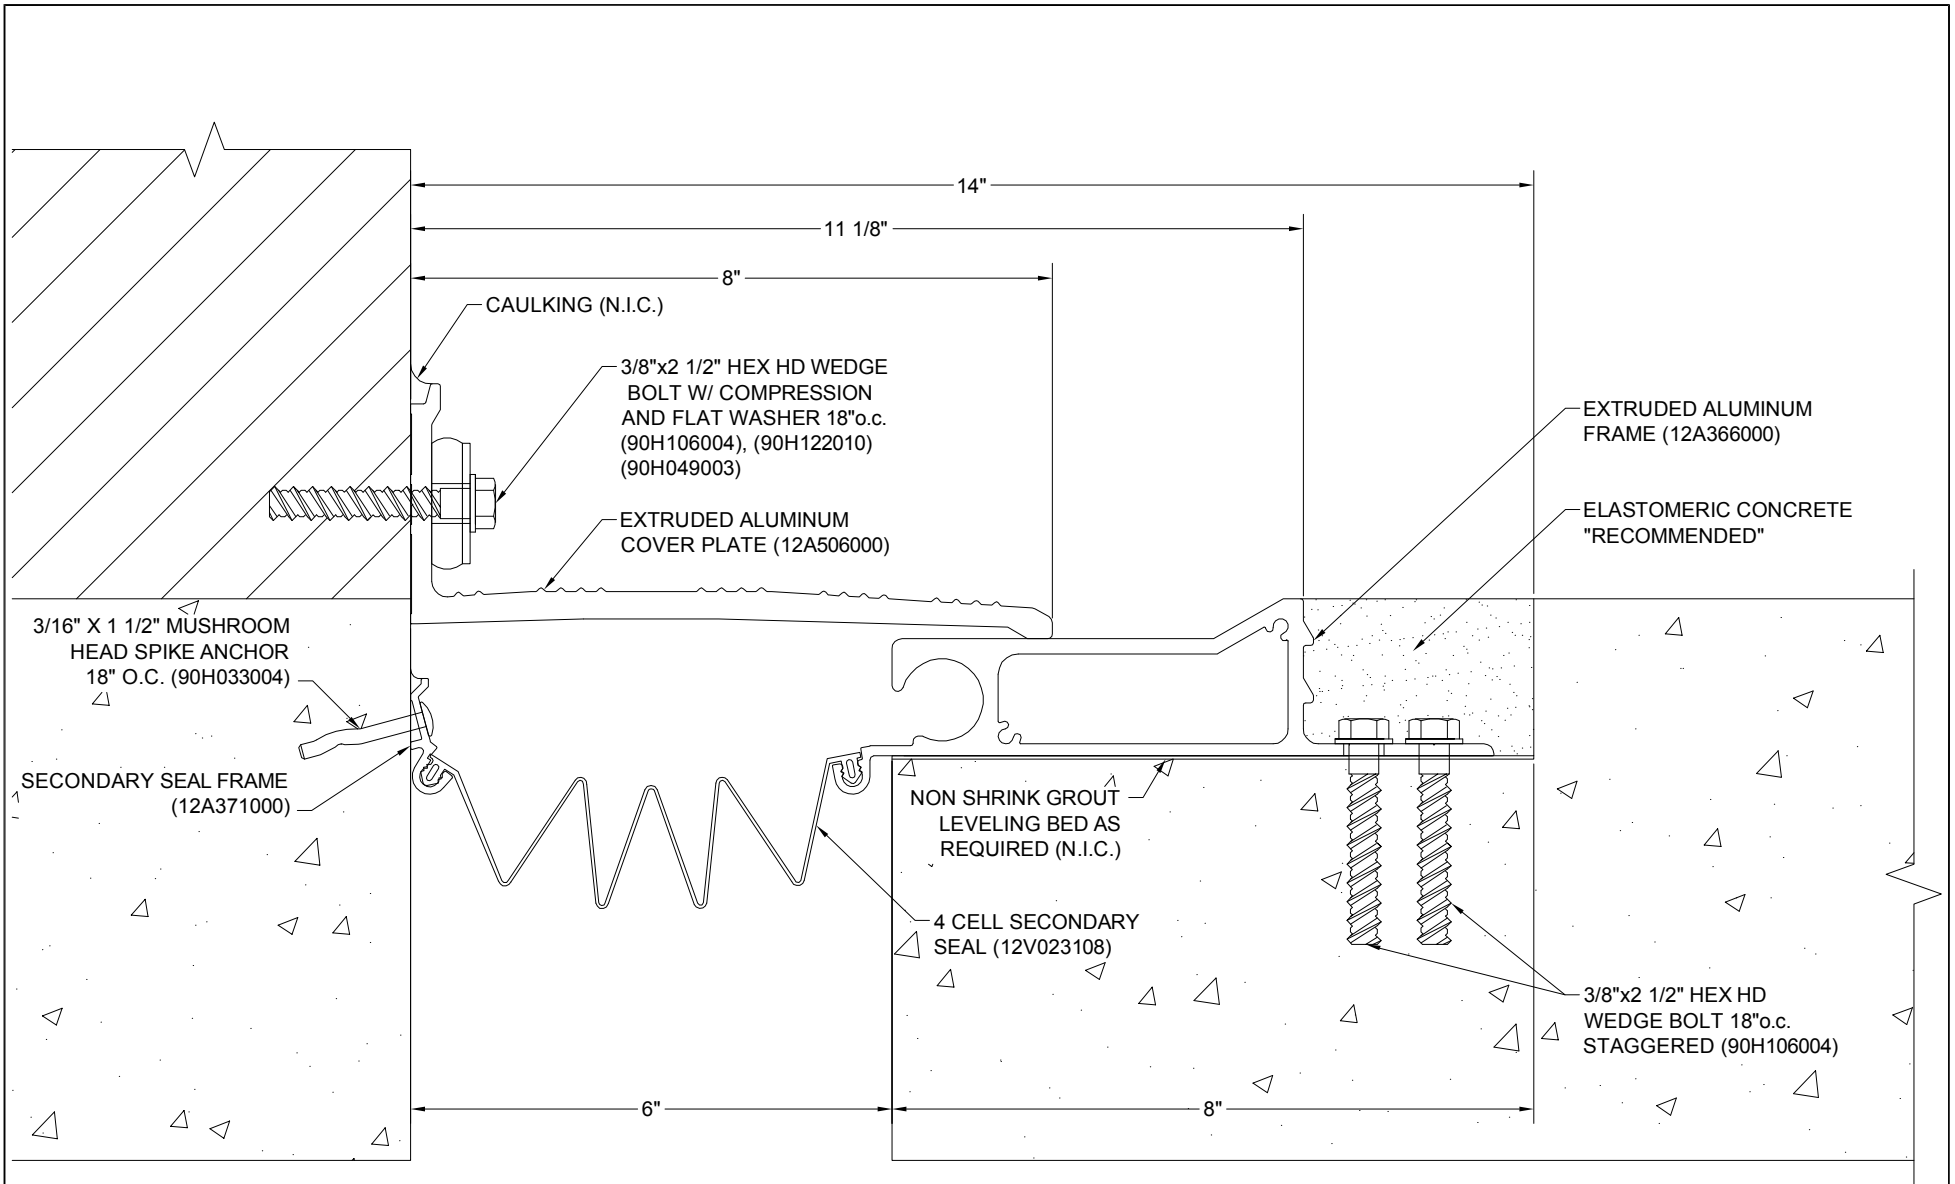 14"
11 1/8"
8"
CAULKING (N.I.C.)
3/8"x2 1/2" HEX HD WEDGE
BOLT W/ COMPRESSION
AND FLAT WASHER 18"o.c.
(90H106004), (90H122010)
(90H049003)
EXTRUDED ALUMINUM
COVER PLATE (12A506000)
EXTRUDED ALUMINUM
FRAME (12A366000)
ELASTOMERIC CONCRETE
"RECOMMENDED"
3/16" X 1 1/2" MUSHROOM
HEAD SPIKE ANCHOR
18" O.C. (90H033004)
SECONDARY SEAL FRAME
(12A371000)
NON SHRINK GROUT
LEVELING BED AS
REQUIRED (N.I.C.)
4 CELL SECONDARY
SEAL (12V023108)
3/8"x2 1/2" HEX HD
WEDGE BOLT 18"o.c.
STAGGERED (90H106004)
6"
8"